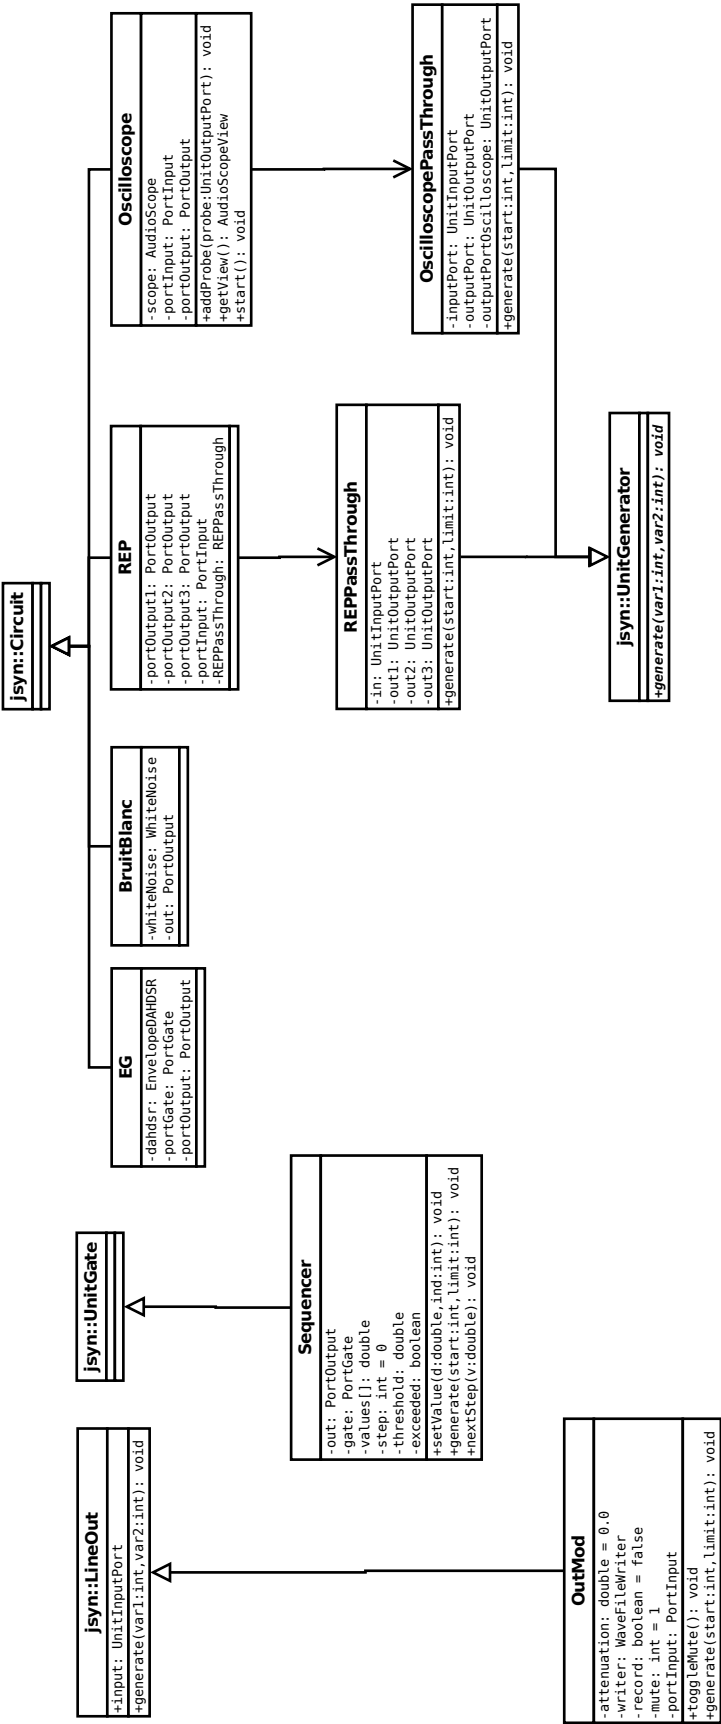 jsyn::LineOut
+input: UnitInputPort
+generate(var1:int,var2:int): void
OutMod
-attenuation: double = 0.0
-writer: WaveFileWriter
-record: boolean = false
-mute: int = 1
-portInput: PortInput
+toggleMute(): void
+generate(start:int,limit:int): void
jsyn::UnitGate
Sequencer
-out: PortOutput
-gate: PortGate
-values[]: double
-step: int = 0
-threshold: double
-exceeded: boolean
+setValue(d:double,ind:int): void
+generate(start:int,limit:int): void
+nextStep(v:double): void
jsyn::Circuit
EG
-dahdsr: EnvelopeDAHDSR
-portGate: PortGate
-portOutput: PortOutput
BruitBlanc
-whiteNoise: WhiteNoise
-out: PortOutput
REP
-portOutput1: PortOutput
-portOutput2: PortOutput
-portOutput3: PortOutput
-portInput: PortInput
-REPPassThrough: REPPassThrough
Oscilloscope
-scope: AudioScope
-portInput: PortInput
-portOutput: PortOutput
+addProbe(probe:UnitOutputPort): void
+getView(): AudioScopeView
+start(): void
REPPassThrough
-in: UnitInputPort
-out1: UnitOutputPort
-out2: UnitOutputPort
-out3: UnitOutputPort
+generate(start:int,limit:int): void
OscilloscopePassThrough
-inputPort: UnitInputPort
-outputPort: UnitOutputPort
-outputPortOscilloscope: UnitOutputPort
+generate(start:int,limit:int): void
jsyn::UnitGenerator
+generate(var1:int,var2:int): void